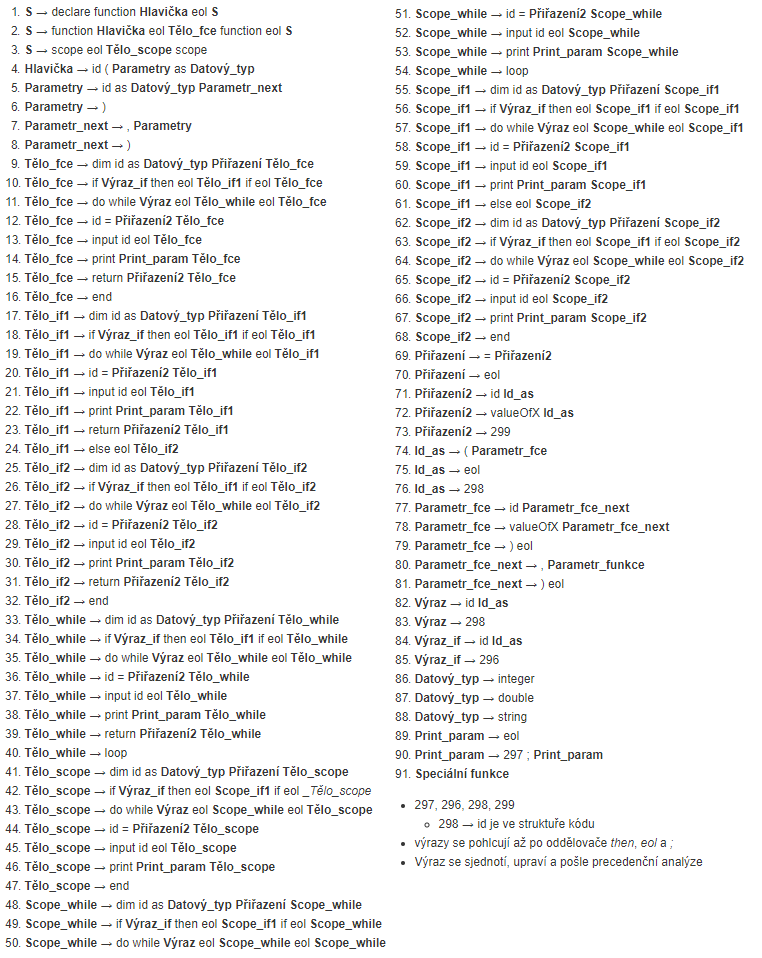 1. S → declare function Hlavička eol S
2. S → function Hlavička eol Tělo_fce function eol S
3. S → scope eol Tělo_scope scope
4. Hlavička → id ( Parametry as Datový_typ
5. Parametry → id as Datový_typ Parametr_next
6. Parametry → )
7. Parametr_next → , Parametry
8. Parametr_next → )
9. Tělo_fce → dim id as Datový_typ Přiřazení Tělo_fce
10. Tělo_fce → if Výraz_if then eol Tělo_if1 if eol Tělo_fce
11. Tělo_fce → do while Výraz eol Tělo_while eol Tělo_fce
12. Tělo_fce → id = Přiřazení2 Tělo_fce
13. Tělo_fce → input id eol Tělo_fce
14. Tělo_fce → print Print_param Tělo_fce
15. Tělo_fce → return Přiřazení2 Tělo_fce
16. Tělo_fce → end
17. Tělo_if1 → dim id as Datový_typ Přiřazení Tělo_if1
18. Tělo_if1 → if Výraz_if then eol Tělo_if1 if eol Tělo_if1
19. Tělo_if1 → do while Výraz eol Tělo_while eol Tělo_if1
20. Tělo_if1 → id = Přiřazení2 Tělo_if1
21. Tělo_if1 → input id eol Tělo_if1
22. Tělo_if1 → print Print_param Tělo_if1
23. Tělo_if1 → return Přiřazení2 Tělo_if1
24. Tělo_if1 → else eol Tělo_if2
25. Tělo_if2 → dim id as Datový_typ Přiřazení Tělo_if2
26. Tělo_if2 → if Výraz_if then eol Tělo_if1 if eol Tělo_if2
27. Tělo_if2 → do while Výraz eol Tělo_while eol Tělo_if2
28. Tělo_if2 → id = Přiřazení2 Tělo_if2
29. Tělo_if2 → input id eol Tělo_if2
30. Tělo_if2 → print Print_param Tělo_if2
31. Tělo_if2 → return Přiřazení2 Tělo_if2
32. Tělo_if2 → end
33. Tělo_while → dim id as Datový_typ Přiřazení Tělo_while
34. Tělo_while → if Výraz_if then eol Tělo_if1 if eol Tělo_while
35. Tělo_while → do while Výraz eol Tělo_while eol Tělo_while
36. Tělo_while → id = Přiřazení2 Tělo_while
37. Tělo_while → input id eol Tělo_while
38. Tělo_while → print Print_param Tělo_while
39. Tělo_while → return Přiřazení2 Tělo_while
40. Tělo_while → loop
41. Tělo_scope → dim id as Datový_typ Přiřazení Tělo_scope
42. Tělo_scope → if Výraz_if then eol Scope_if1 if eol _Tělo_scope
43. Tělo_scope → do while Výraz eol Scope_while eol Tělo_scope
44. Tělo_scope → id = Přiřazení2 Tělo_scope
45. Tělo_scope → input id eol Tělo_scope
46. Tělo_scope → print Print_param Tělo_scope
47. Tělo_scope → end
48. Scope_while → dim id as Datový_typ Přiřazení Scope_while
49. Scope_while → if Výraz_if then eol Scope_if1 if eol Scope_while
50. Scope_while → do while Výraz eol Scope_while eol Scope_while
51. Scope_while → id = Přiřazení2 Scope_while
52. Scope_while → input id eol Scope_while
53. Scope_while → print Print_param Scope_while
54. Scope_while → loop
55. Scope_if1 → dim id as Datový_typ Přiřazení Scope_if1
56. Scope_if1 → if Výraz_if then eol Scope_if1 if eol Scope_if1
57. Scope_if1 → do while Výraz eol Scope_while eol Scope_if1
58. Scope_if1 → id = Přiřazení2 Scope_if1
59. Scope_if1 → input id eol Scope_if1
60. Scope_if1 → print Print_param Scope_if1
61. Scope_if1 → else eol Scope_if2
62. Scope_if2 → dim id as Datový_typ Přiřazení Scope_if2
63. Scope_if2 → if Výraz_if then eol Scope_if1 if eol Scope_if2
64. Scope_if2 → do while Výraz eol Scope_while eol Scope_if2
65. Scope_if2 → id = Přiřazení2 Scope_if2
66. Scope_if2 → input id eol Scope_if2
67. Scope_if2 → print Print_param Scope_if2
68. Scope_if2 → end
69. Přiřazení → = Přiřazení2
70. Přiřazení → eol
71. Přiřazení2 → id Id_as
72. Přiřazení2 → valueOfX Id_as
73. Přiřazení2 → 299
74. Id_as → ( Parametr_fce
75. Id_as → eol
76. Id_as → 298
77. Parametr_fce → id Parametr_fce_next
78. Parametr_fce → valueOfX Parametr_fce_next
79. Parametr_fce → ) eol
80. Parametr_fce_next → , Parametr_funkce
81. Parametr_fce_next → ) eol
82. Výraz → id Id_as
83. Výraz → 298
84. Výraz_if → id Id_as
85. Výraz_if → 296
86. Datový_typ → integer
87. Datový_typ → double
88. Datový_typ → string
89. Print_param → eol
90. Print_param → 297 ; Print_param
91. Speciální funkce
• 297, 296, 298, 299
◦ 298 → id je ve struktuře kódu
• výrazy se pohlcují až po oddělovače then, eol a ;
• Výraz se sjednotí, upraví a pošle precedenční analýze